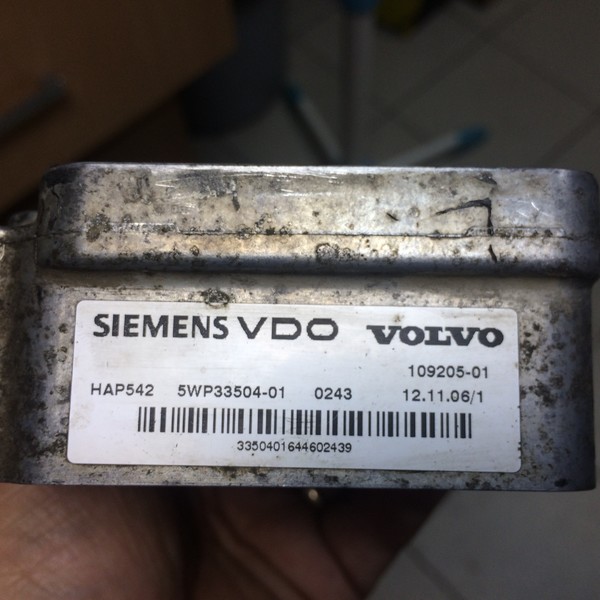 SIEMENS VDO VOLVO
109205-01
HAP542 5WP33504-01 0243 12.11.06/1
3350401644602439